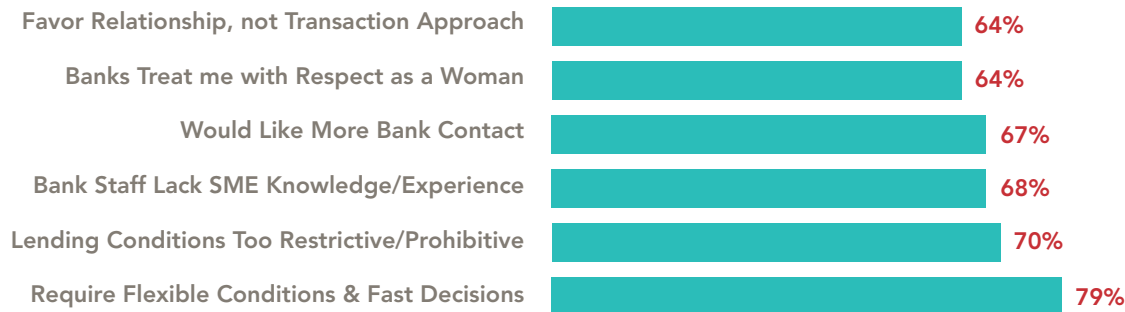 Favor Relationship, not Transaction Approach 64%
Banks Treat me with Respect as a Woman 64%
Would Like More Bank Contact 67%
Bank Staff Lack SME Knowledge/Experience 68%
Lending Conditions Too Restrictive/Prohibitive 70%
Require Flexible Conditions & Fast Decisions 79%